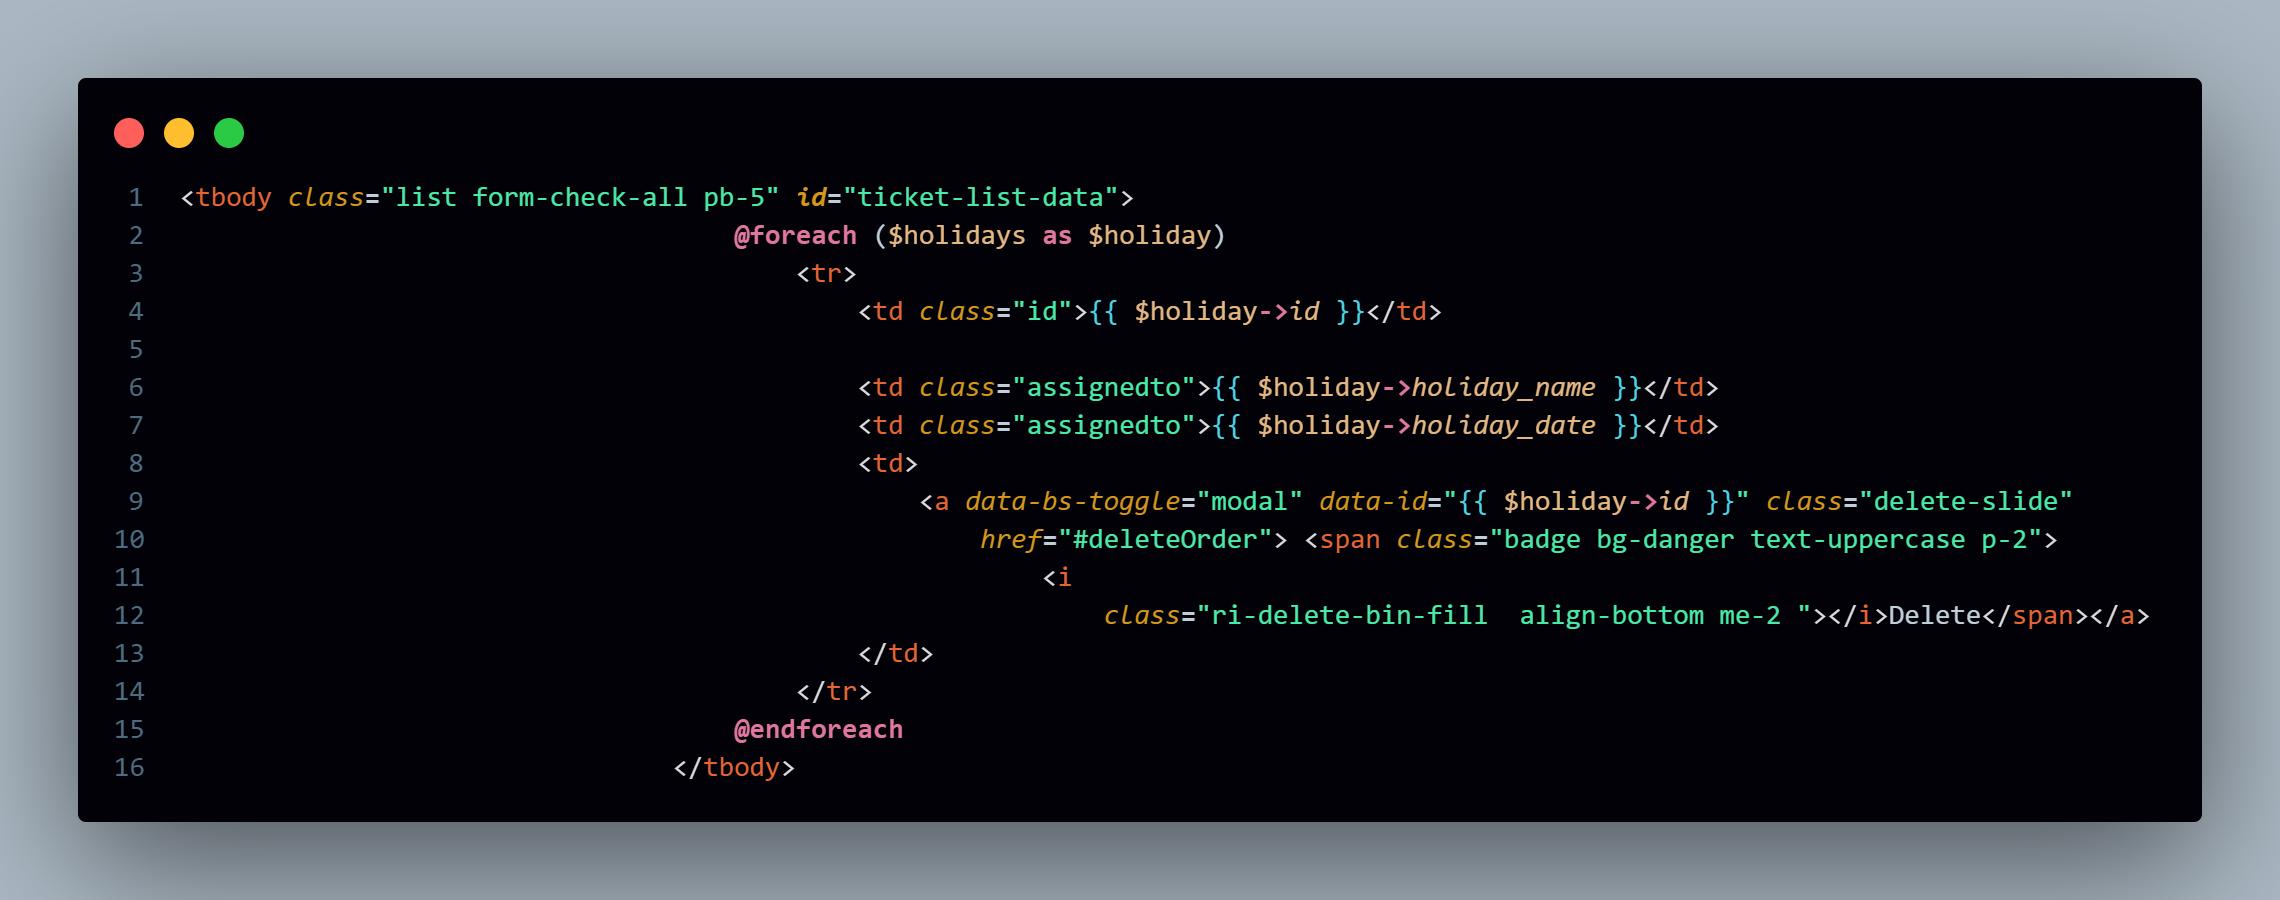 1 <tbody class="list form-check-all pb-5" id="ticket-list-data">
2 @foreach ($holidays as $holiday)
3 <tr>
4 <td class="id">{{ $holiday->id }}</td>
5
6 <td class="assignedto">{{ $holiday->holiday_name }}</td>
7 <td class="assignedto">{{ $holiday->holiday_date }}</td>
8 <td>
9 <a data-bs-toggle="modal" data-id="{{ $holiday->id }}" class="delete-slide"
10 href="#deleteOrder"> <span class="badge bg-danger text-uppercase p-2">
11 <i
12 class="ri-delete-bin-fill  align-bottom me-2 "></i>Delete</span></a>
13 </td>
14 </tr>
15 @endforeach
16 </tbody>